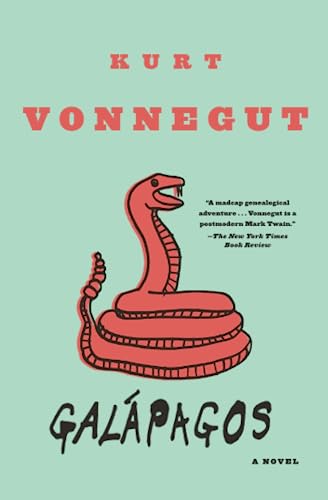 KURT
VONNEGUT
"A madcap genealogical
adventure . . . Vonnegut is a
postmodern Mark Twain."
—The New York Times
Book Review
GALÁPAGOS
A NOVEL